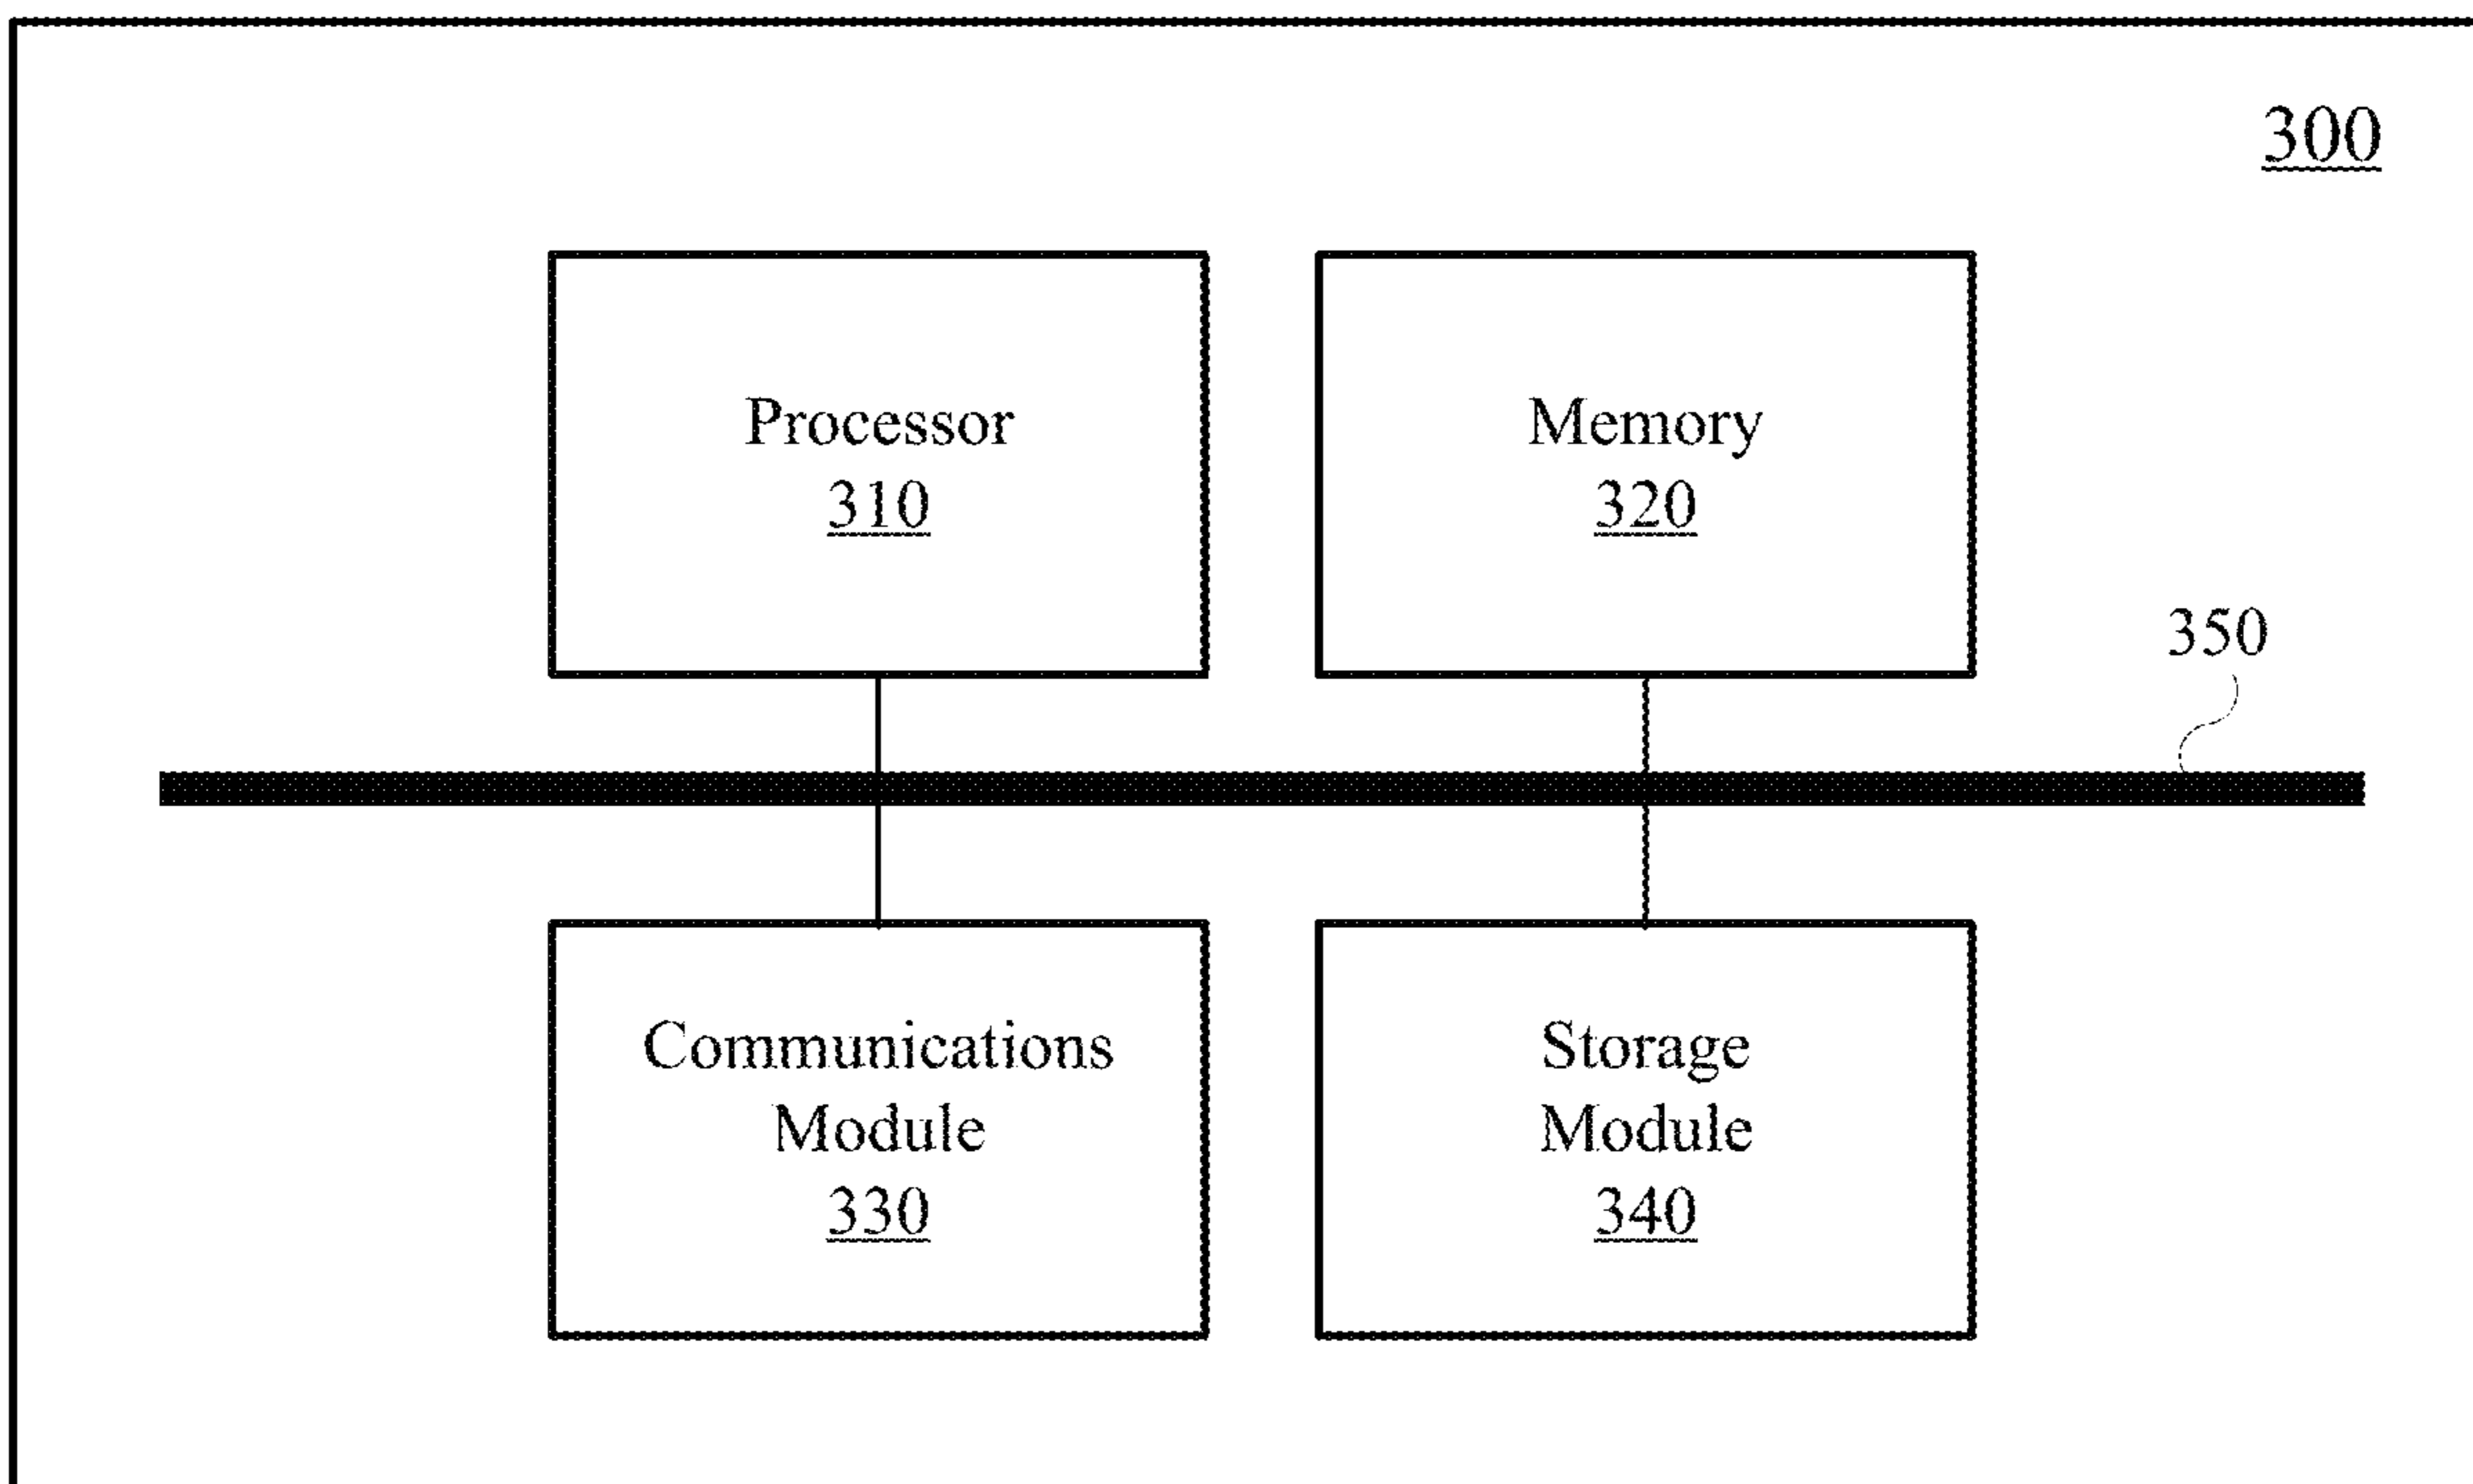 300
Processor
310
Memory
320
350
Communications
Module
330
Storage
Module
340